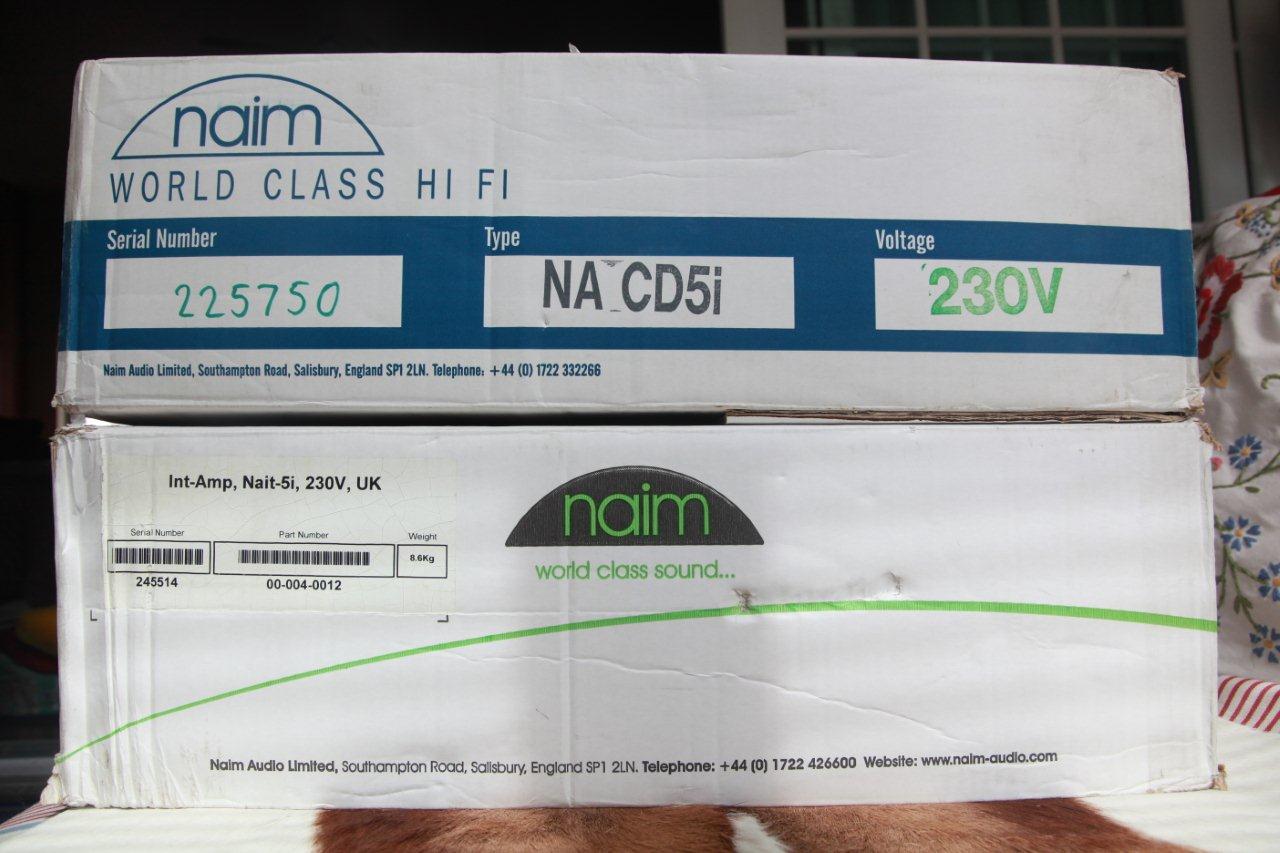 naim
WORLD CLASS HI FI
Serial Number Type Voltage
225750 NA CD5i 230V
Naim Audio Limited, Southampton Road, Salisbury, England SP1 2LN. Telephone: +44 (0) 1722 332266
Int-Amp, Nait-5i, 230V, UK
Serial Number Part Number Weight
8.6Kg
245514 00-004-0012
naim
world class sound...
Naim Audio Limited, Southampton Road, Salisbury, England SP1 2LN. Telephone: +44 (0) 1722 426600 Website: www.naim-audio.com